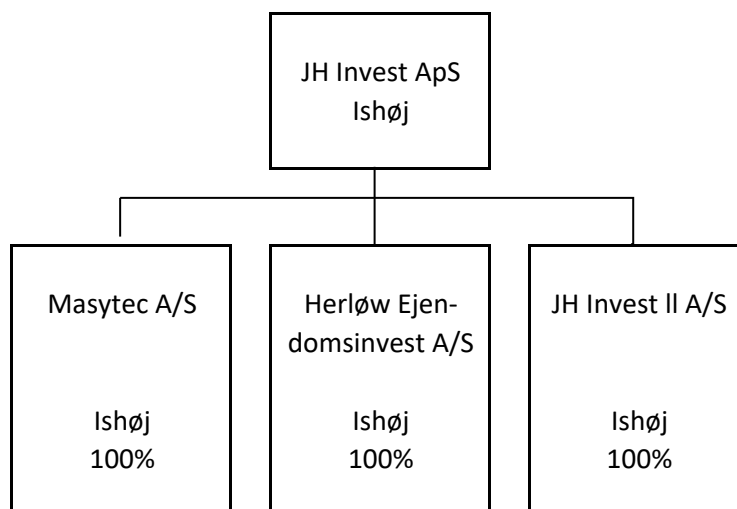 JH Invest ApS
Ishøj
Masytec A/S
Ishøj
100%
Herløw Ejen-
domsinvest A/S
Ishøj
100%
JH Invest ll A/S
Ishøj
100%